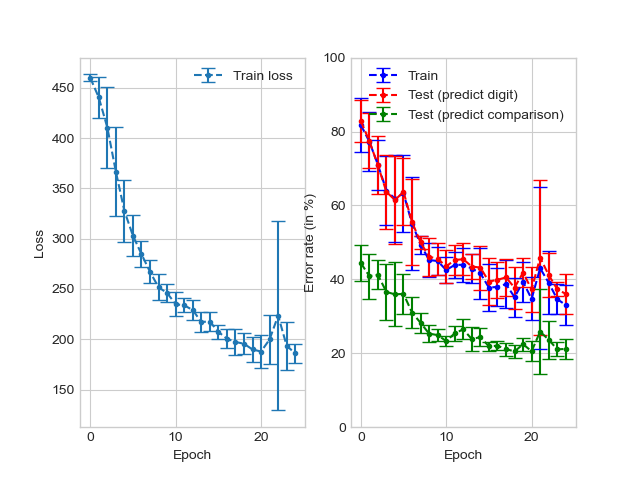 Train loss
450
400
350
300
250
200
150
0
10
20
Epoch
Loss
Train
Test (predict digit)
Test (predict comparison)
100
80
60
40
20
0
0
10
20
Epoch
Error rate (in %)